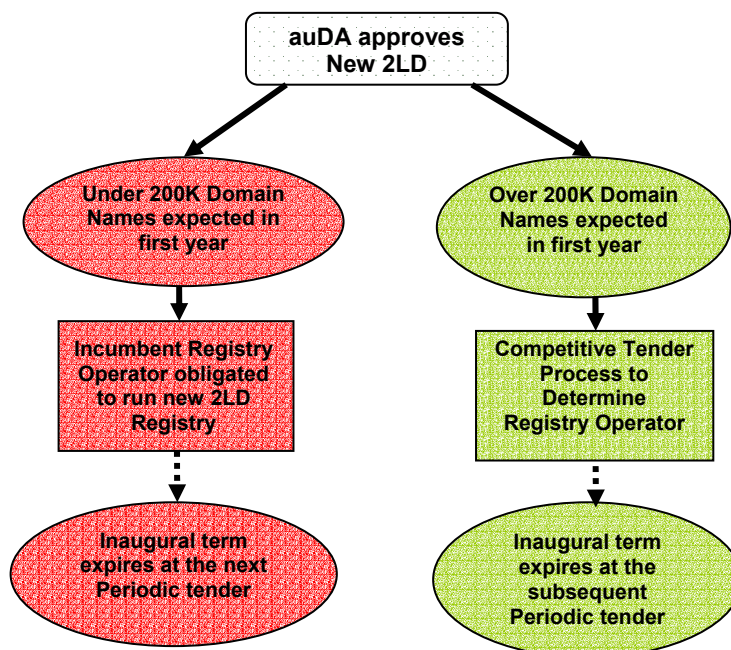 auDA approves
New 2LD
Under 200K Domain
Names expected in
first year
Over 200K Domain
Names expected
in first year
Incumbent Registry
Operator obligated
to run new 2LD
Registry
Competitive Tender
Process to
Determine
Registry Operator
Inaugural term
expires at the next
Periodic tender
Inaugural term
expires at the
subsequent
Periodic tender